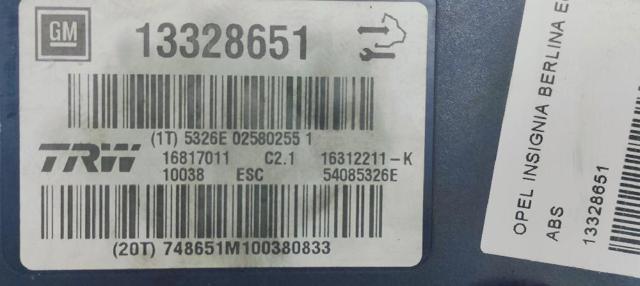 GM 13328651
(1T) 5326E 02580255 1
TRW 16817011 C2.1 16312211-K
10038 ESC 54085326E
(20T) 748651M100380833
OPEL INSIGNIA BERLINA
ABS
13328651